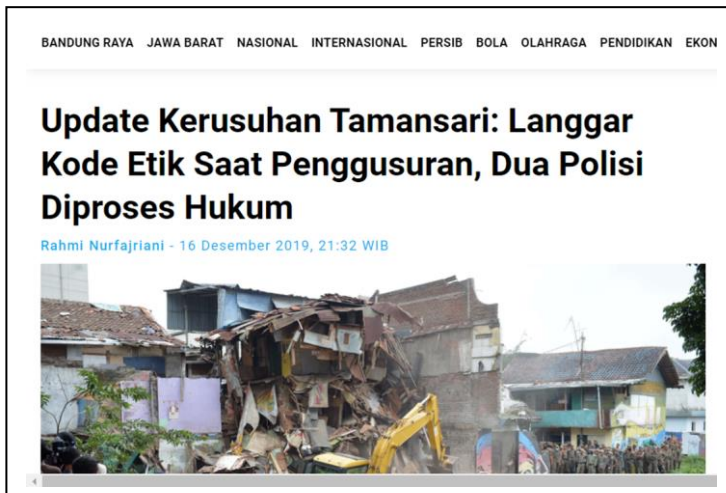 BANDUNG RAYA JAWA BARAT NASIONAL INTERNASIONAL PERSIB BOLA OLAHRAGA PENDIDIKAN EKON
Update Kerusuhan Tamansari: Langgar
Kode Etik Saat Penggusuran, Dua Polisi
Diproses Hukum
Rahmi Nurfajriani - 16 Desember 2019, 21:32 WIB